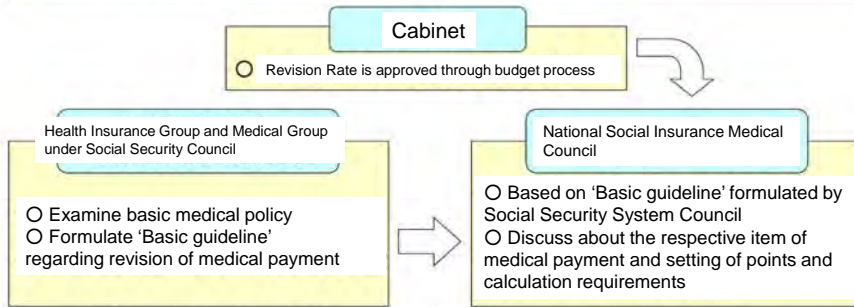 Cabinet
○ Revision Rate is approved through budget process
Health Insurance Group and Medical Group
under Social Security Council
○ Examine basic medical policy
○ Formulate ‘Basic guideline’
regarding revision of medical payment
National Social Insurance Medical
Council
○ Based on ‘Basic guideline’ formulated by
Social Security System Council
○ Discuss about the respective item of
medical payment and setting of points and
calculation requirements